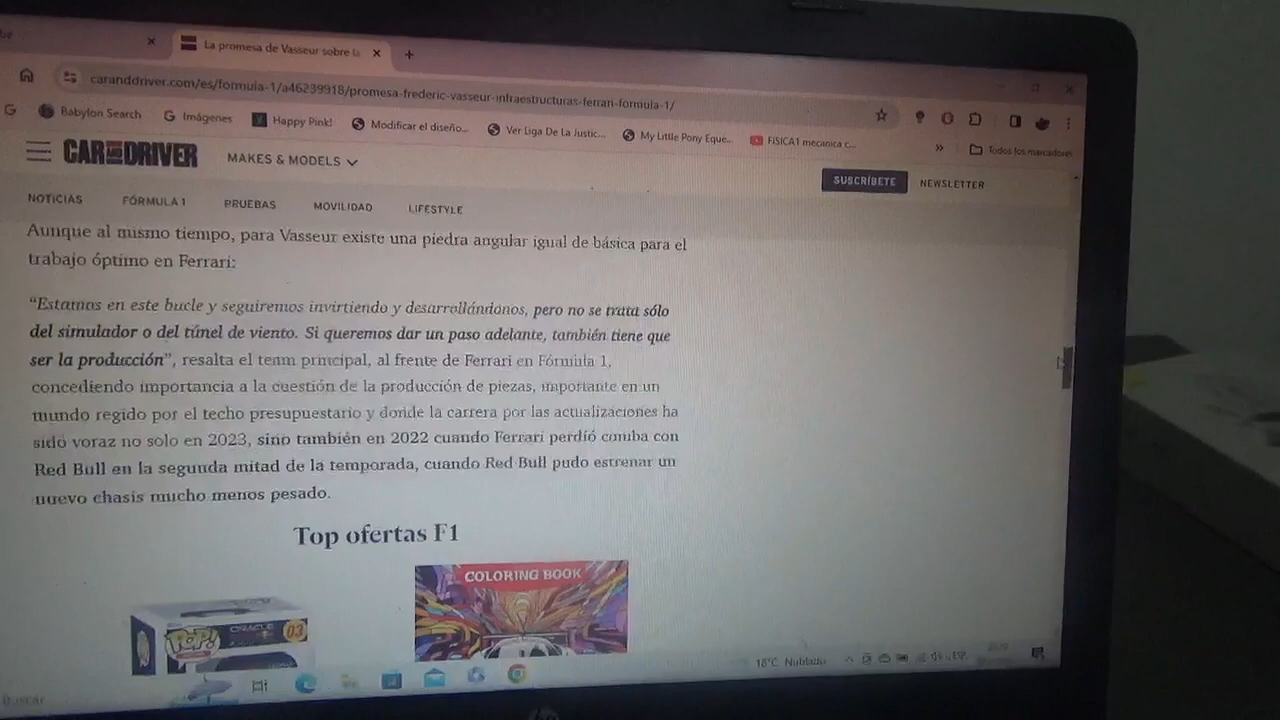 La promesa de Vasseur sobre la
caranddriver.com/es/formula-1/a46239918/promesa-frederic-vasseur-infraestructuras-ferrari-formula-1/
G Babylon Search Imágenes Happy Pink! Modificar el diseño... Ver Liga De La Justic... My Little Pony Eque... FISICA1 mecanica c... » Todos los marcadores
CAR AND DRIVER MAKES & MODELS SUSCRÍBETE NEWSLETTER
NOTICIAS FÓRMULA 1 PRUEBAS MOVILIDAD LIFESTYLE
Aunque al mismo tiempo, para Vasseur existe una piedra angular igual de básica para el
trabajo óptimo en Ferrari:
“Estamos en este bucle y seguiremos invirtiendo y desarrollándonos, pero no se trata sólo
del simulador o del túnel de viento. Si queremos dar un paso adelante, también tiene que
ser la producción”, resalta el team principal, al frente de Ferrari en Fórmula 1,
concediendo importancia a la cuestión de la producción de piezas, importante en un
mundo regido por el techo presupuestario y donde la carrera por las actualizaciones ha
sido voraz no solo en 2023, sino también en 2022 cuando Ferrari perdió comba con
Red Bull en la segunda mitad de la temporada, cuando Red Bull pudo estrenar un
nuevo chasis mucho menos pesado.
Top ofertas F1
COLORING BOOK
POP! ORACLE 03
18°C Nublado ESP
Buscar
hp